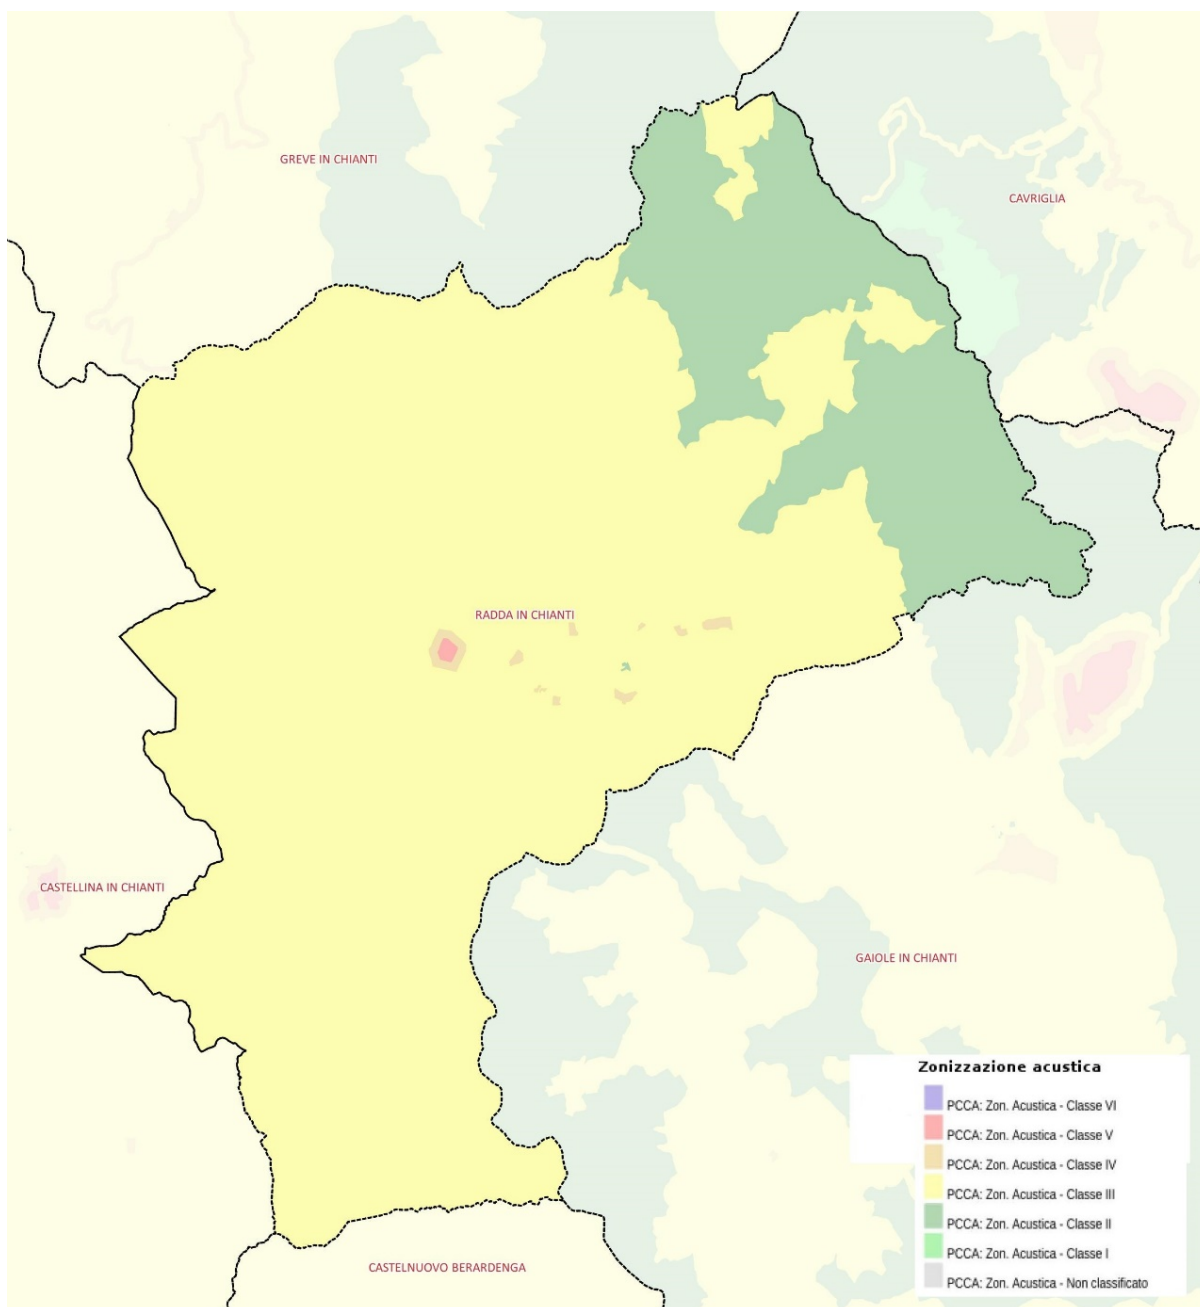 GREVE IN CHIANTI
CAVRIGLIA
RADDA IN CHIANTI
CASTELLINA IN CHIANTI
GAIOLE IN CHIANTI
CASTELNUOVO BERARDENGA
Zonizzazione acustica
PCCA: Zon. Acustica - Classe VI
PCCA: Zon. Acustica - Classe V
PCCA: Zon. Acustica - Classe IV
PCCA: Zon. Acustica - Classe III
PCCA: Zon. Acustica - Classe II
PCCA: Zon. Acustica - Classe I
PCCA: Zon. Acustica - Non classificato